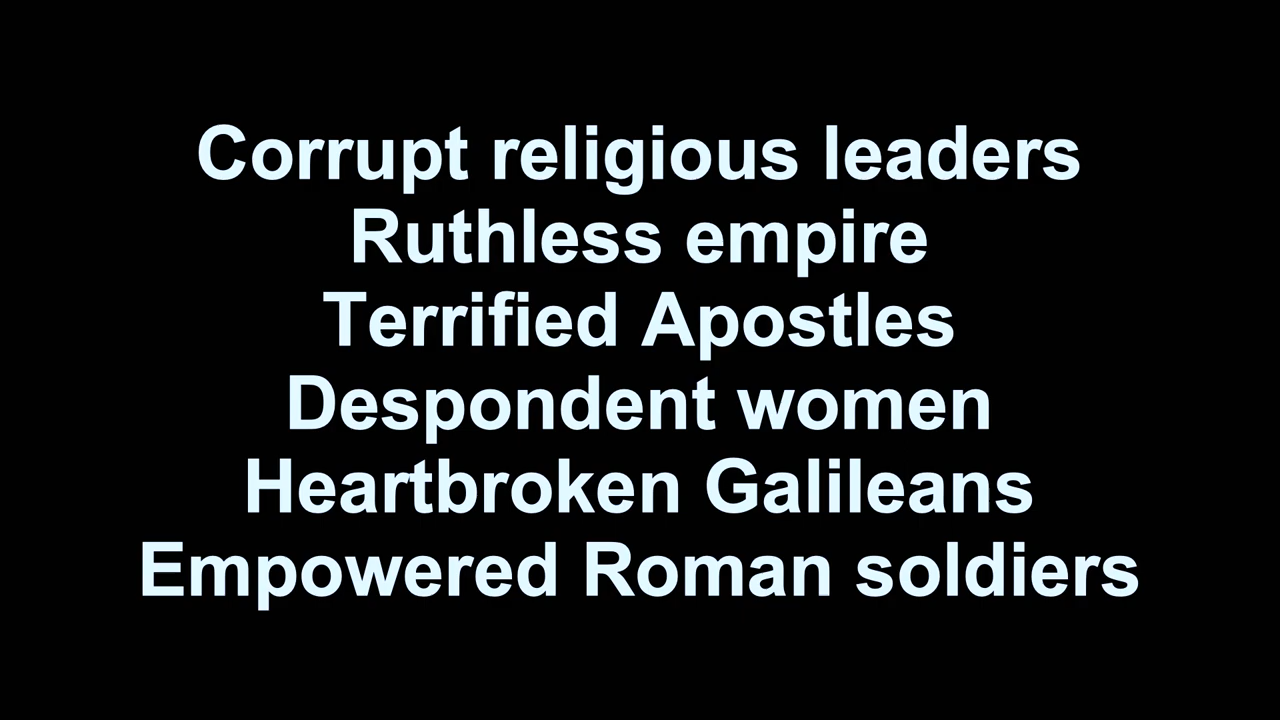 Corrupt religious leaders
Ruthless empire
Terrified Apostles
Despondent women
Heartbroken Galileans
Empowered Roman soldiers